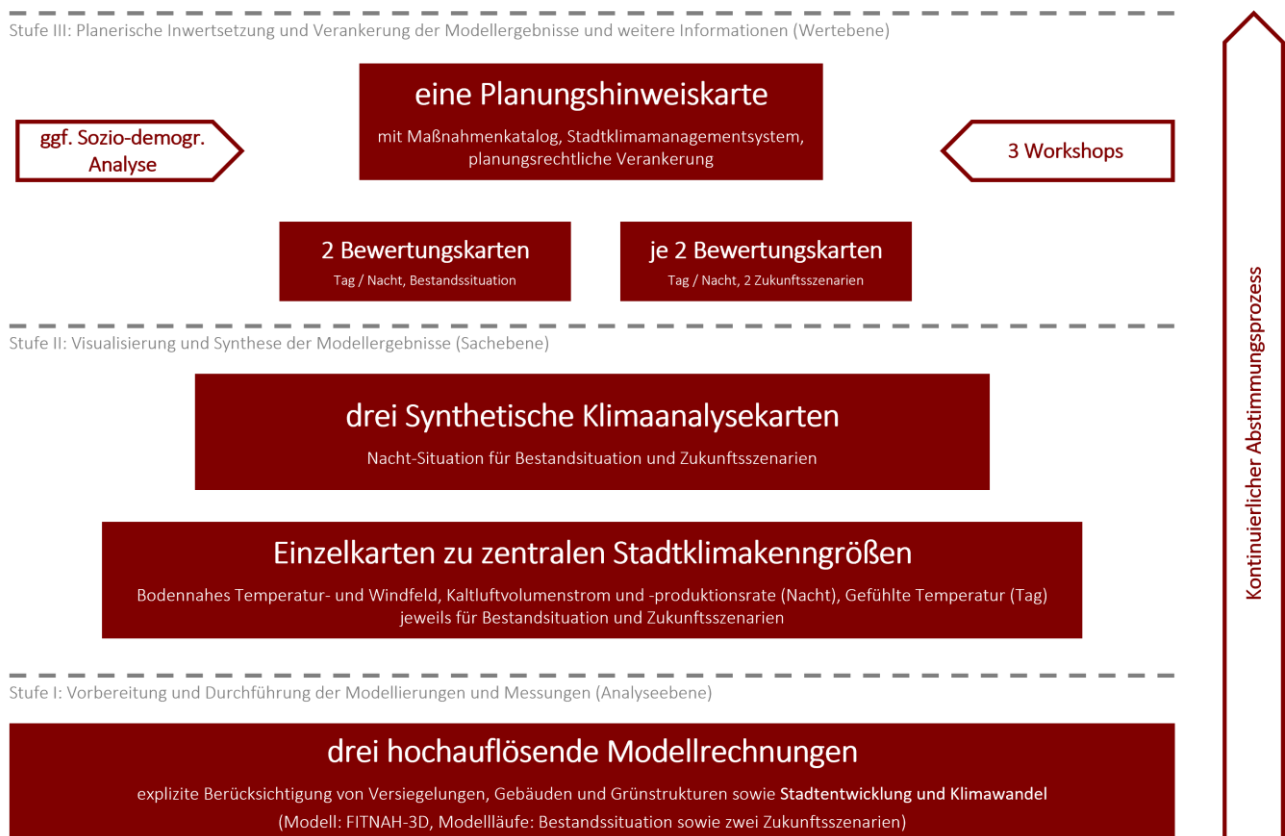 Stufe III: Planerische Inwertsetzung und Verankerung der Modellergebnisse und weitere Informationen (Wertebene)
eine Planungshinweiskarte
mit Maßnahmenkatalog, Stadtklimamanagementsystem,
planungsrechtliche Verankerung
ggf. Sozio-demogr.
Analyse
3 Workshops
2 Bewertungskarten
Tag / Nacht, Bestandssituation
je 2 Bewertungskarten
Tag / Nacht, 2 Zukunftsszenarien
Stufe II: Visualisierung und Synthese der Modellergebnisse (Sachebene)
drei Synthetische Klimaanalysekarten
Nacht-Situation für Bestandsituation und Zukunftsszenarien
Einzelkarten zu zentralen Stadtklimakenngrößen
Bodennahes Temperatur- und Windfeld, Kaltluftvolumenstrom und -produktionsrate (Nacht), Gefühlte Temperatur (Tag)
jeweils für Bestandsituation und Zukunftsszenarien
Stufe I: Vorbereitung und Durchführung der Modellierungen und Messungen (Analyseebene)
drei hochauflösende Modellrechnungen
explizite Berücksichtigung von Versiegelungen, Gebäuden und Grünstrukturen sowie Stadtentwicklung und Klimawandel
(Modell: FITNAH-3D, Modellläufe: Bestandssituation sowie zwei Zukunftsszenarien)
Kontinuierlicher Abstimmungsprozess